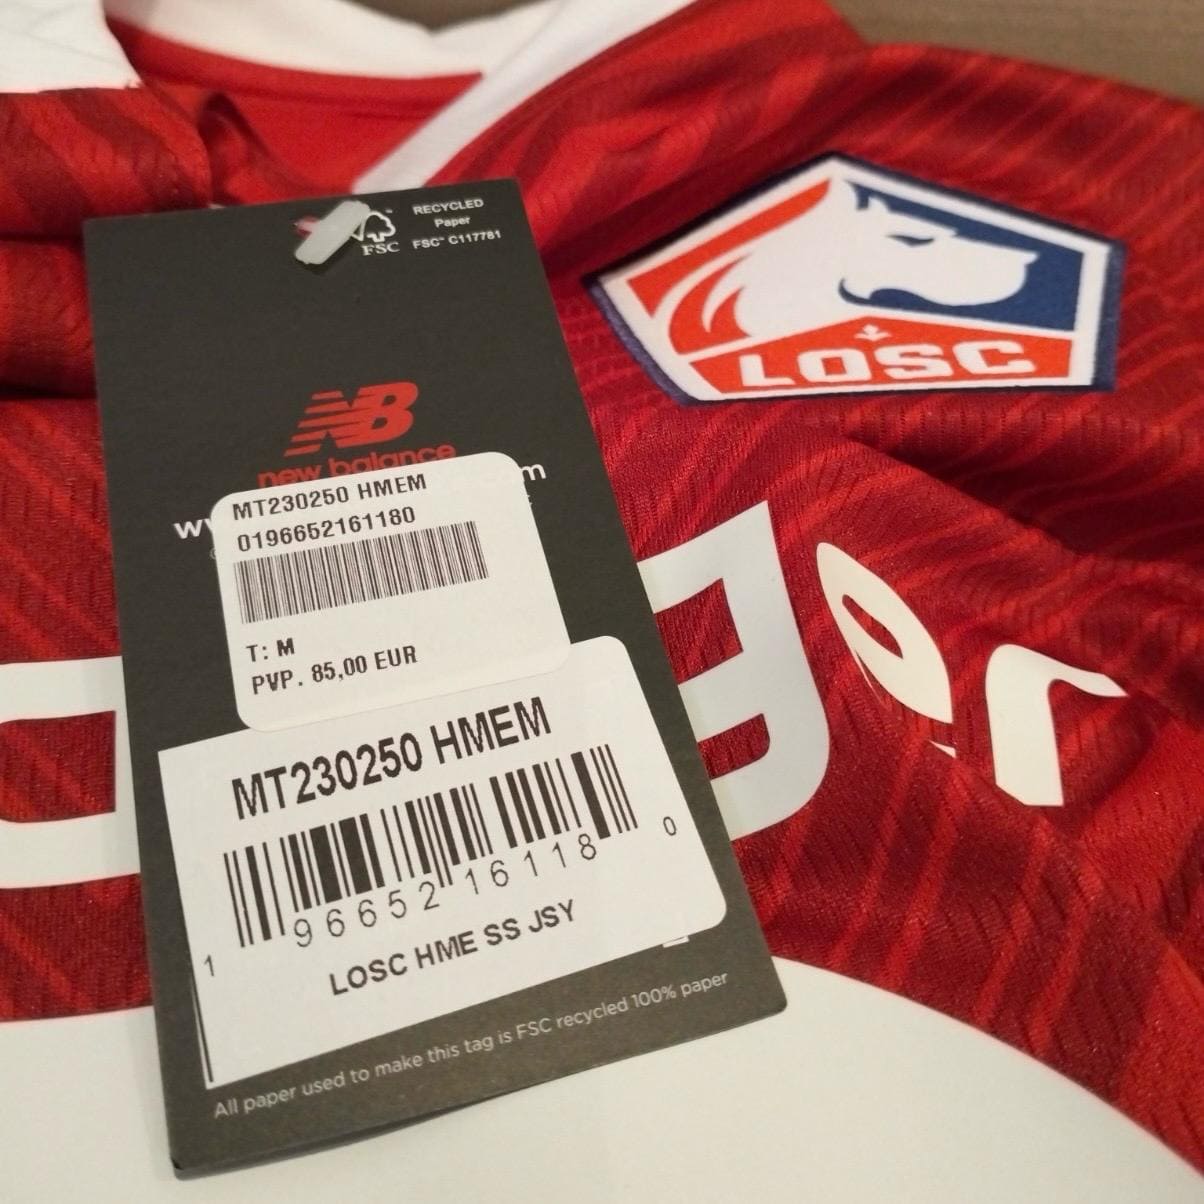 RECYCLED
Paper
FSC™ C117781
FSC
LOSC
NB
new balance
MT230250 HMEM
0196652161180
T: M
PVP. 85,00 EUR
MT230250 HMEM
1 96652 16118 0
LOSC HME SS JSY
All paper used to make this tag is FSC recycled 100% paper